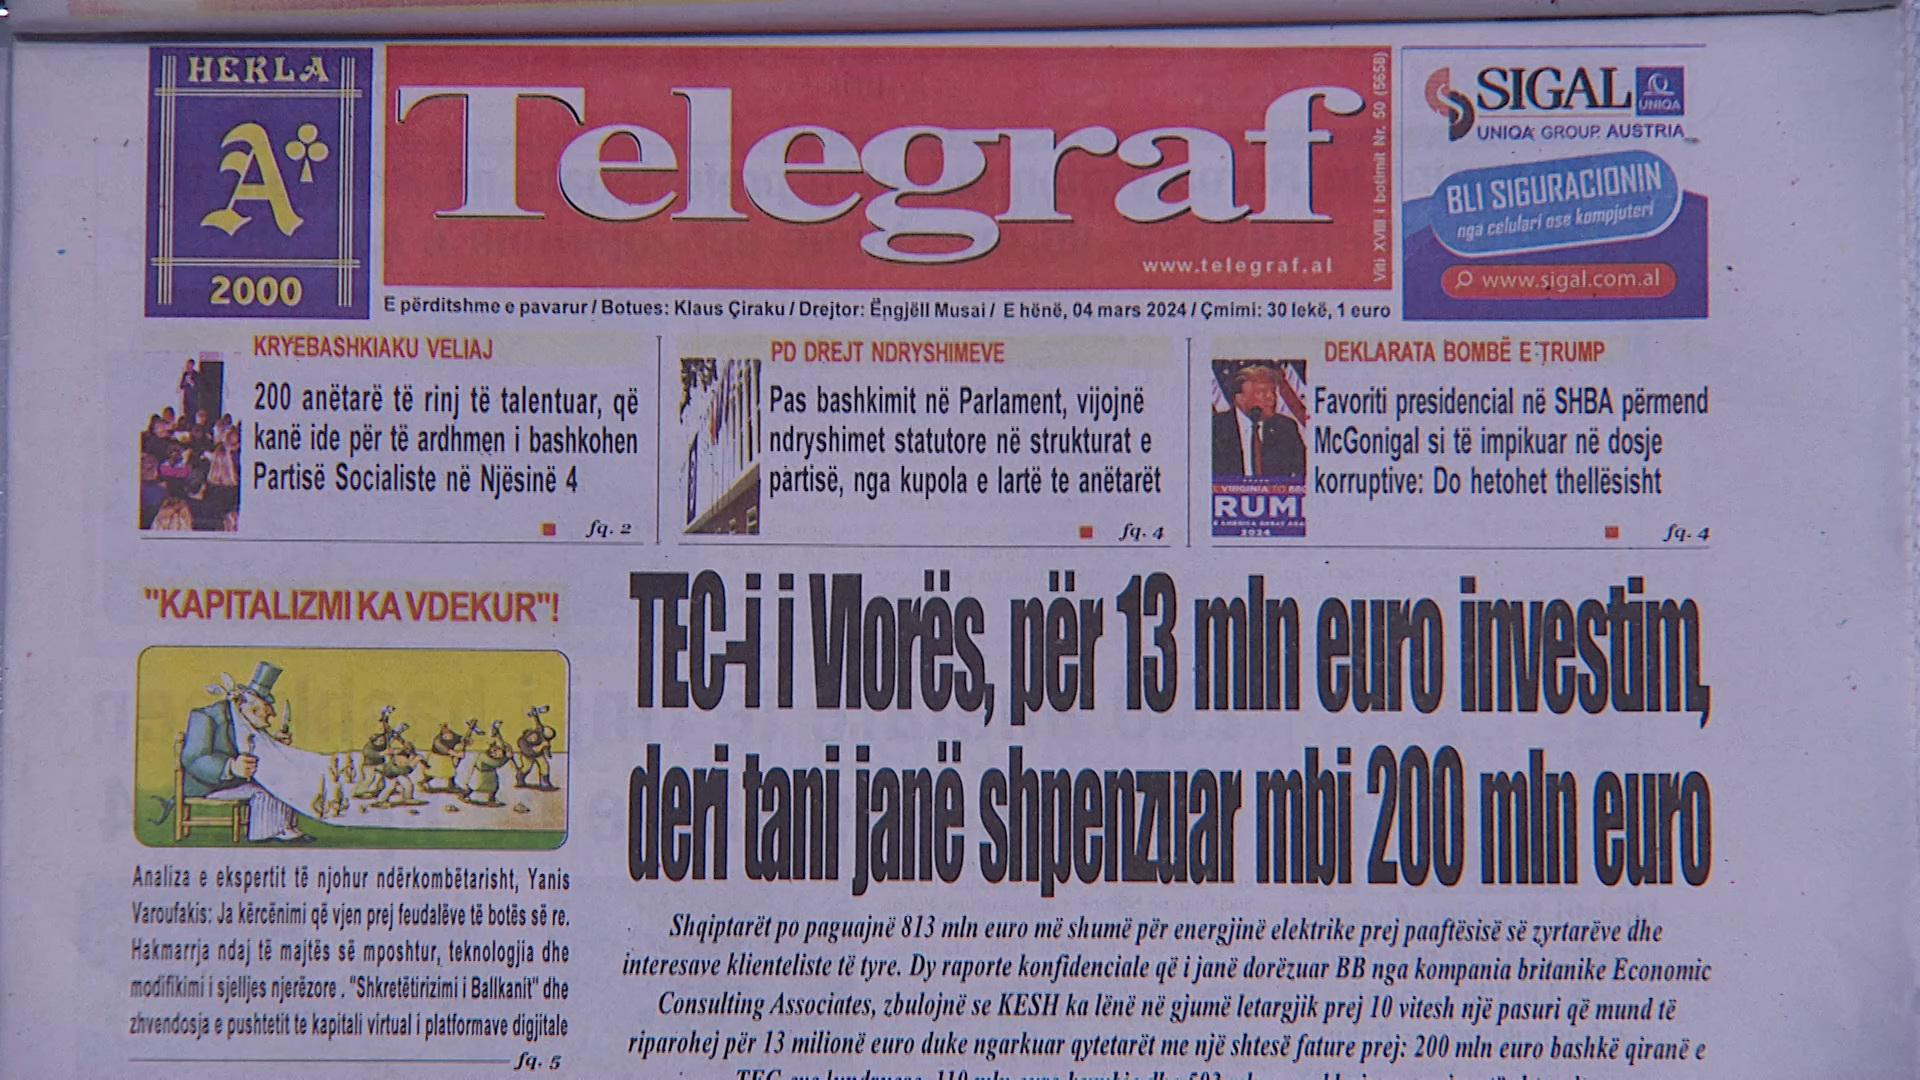 HEKLA
A
2000
Telegraf
www.telegraf.al
Viti XVIII i botimit Nr. 50 (5658)
SIGAL
UNIQA
UNIQA GROUP AUSTRIA
BLI SIGURACIONIN
nga celulari ose kompjuteri
www.sigal.com.al
E përditshme e pavarur / Botues: Klaus Çiraku / Drejtor: Ëngjëll Musai / E hënë, 04 mars 2024 / Çmimi: 30 lekë, 1 euro
KRYEBASHKIAKU VELIAJ
200 anëtarë të rinj të talentuar, që
kanë ide për të ardhmen i bashkohen
Partisë Socialiste në Njësinë 4
fq. 2
PD DREJT NDRYSHIMEVE
Pas bashkimit në Parlament, vijojnë
ndryshimet statutore në strukturat e
partisë, nga kupola e lartë te anëtarët
fq. 4
DEKLARATA BOMBË E TRUMP
Favoriti presidencial në SHBA përmend
McGonigal si të impikuar në dosje
korruptive: Do hetohet thellësisht
RUM
2024
fq. 4
"KAPITALIZMI KA VDEKUR"!
Analiza e ekspertit të njohur ndërkombëtarisht, Yanis
Varoufakis: Ja kërcënimi që vjen prej feudalëve të botës së re.
Hakmarrja ndaj të majtës së mposhtur, teknologjia dhe
modifikimi i sjelljes njerëzore . "Shkretëtirizimi i Ballkanit" dhe
zhvendosja e pushtetit te kapitali virtual i platformave digjitale
fq. 5
TEC-i i Vlorës, për 13 mln euro investim,
deri tani janë shpenzuar mbi 200 mln euro
Shqiptarët po paguajnë 813 mln euro më shumë për energjinë elektrike prej paaftësisë së zyrtarëve dhe
interesave klienteliste të tyre. Dy raporte konfidenciale që i janë dorëzuar BB nga kompania britanike Economic
Consulting Associates, zbulojnë se KESH ka lënë në gjumë letargjik prej 10 vitesh një pasuri që mund të
riparohej për 13 milionë euro duke ngarkuar qytetarët me një shtesë fature prej: 200 mln euro bashkë qiranë e